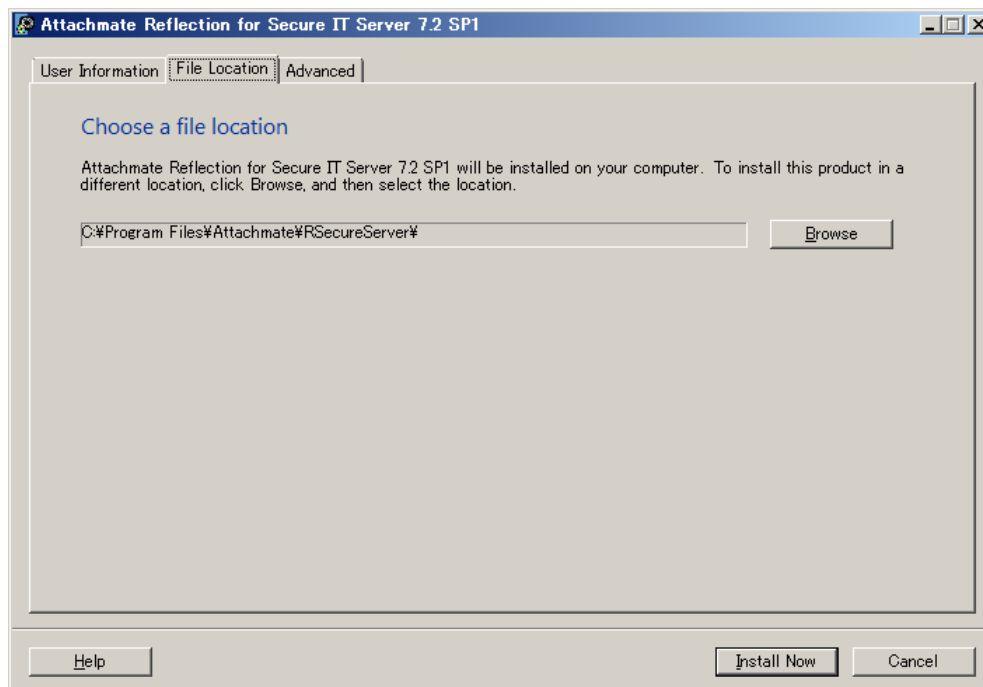 Attachmate Reflection for Secure IT Server 7.2 SP1
User Information File Location Advanced
Choose a file location
Attachmate Reflection for Secure IT Server 7.2 SP1 will be installed on your computer. To install this product in a
different location, click Browse, and then select the location.
C:¥Program Files¥Attachmate¥RSecureServer¥ Browse
Help Install Now Cancel